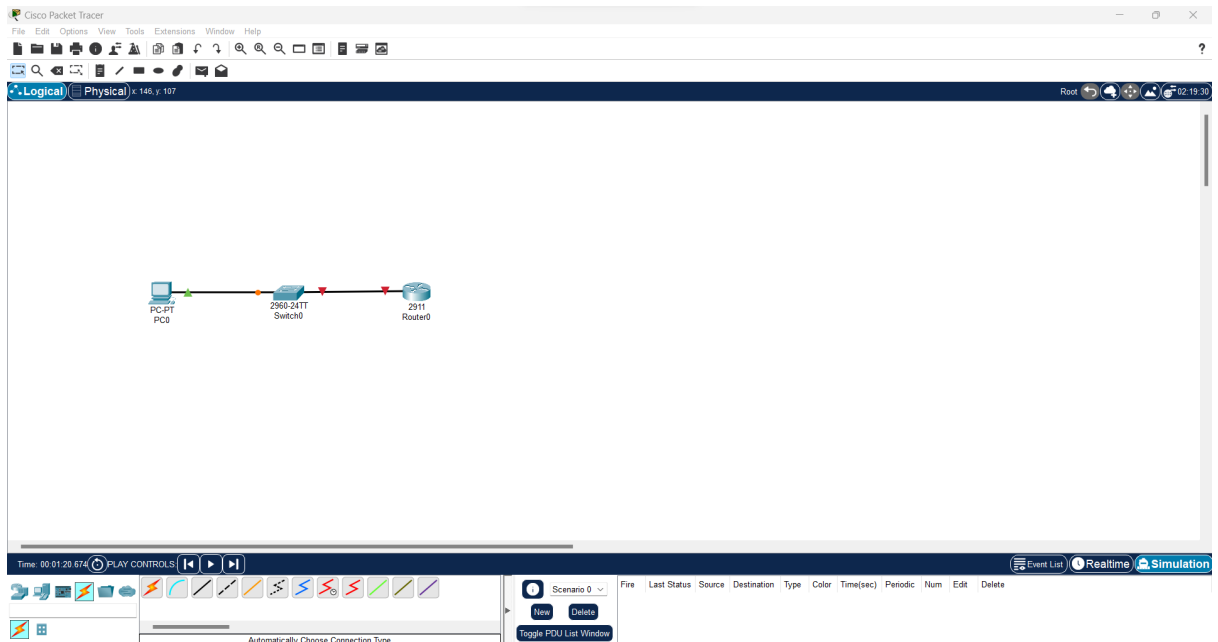 Cisco Packet Tracer
File Edit Options View Tools Extensions Window Help
?
Logical Physical x: 146, y: 107 Root 02:19:30
PC-PT
PC0
2960-24TT
Switch0
2911
Router0
Time: 00:01:20.674 PLAY CONTROLS: Event List Realtime Simulation
Scenario 0
New Delete
Toggle PDU List Window
Fire Last Status Source Destination Type Color Time(sec) Periodic Num Edit Delete
Automatically Choose Connection Type